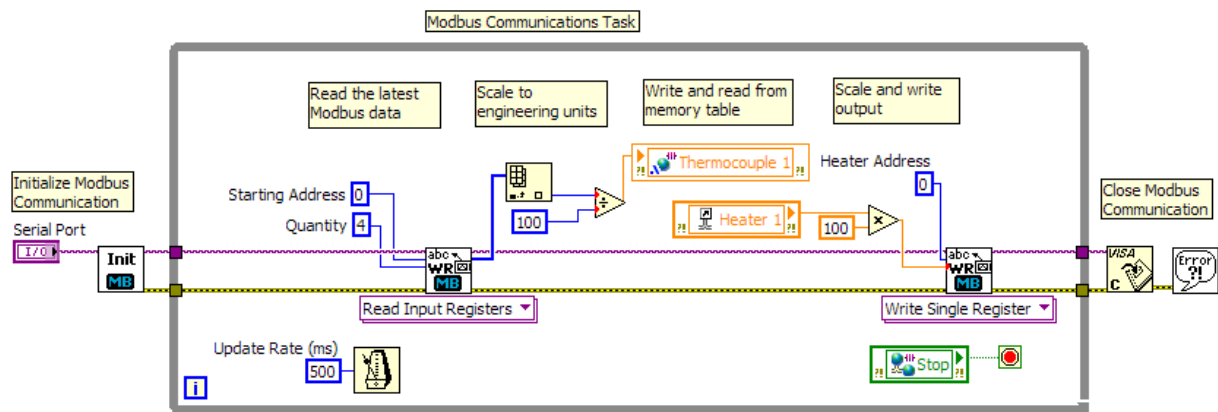 Modbus Communications Task
Read the latest
Modbus data
Scale to
engineering units
Write and read from
memory table
Scale and write
output
Initialize Modbus
Communication
Serial Port
I/O
Init
MB
Starting Address 0
Quantity 4
abc
WR
MB
Read Input Registers
100
÷
?! Thermocouple 1 ?!
?! Heater 1 ?!
100
×
Heater Address
0
abc
WR
MB
Write Single Register
Close Modbus
Communication
VISA
C
Error
?!
Update Rate (ms)
500
i
?! Stop ?!